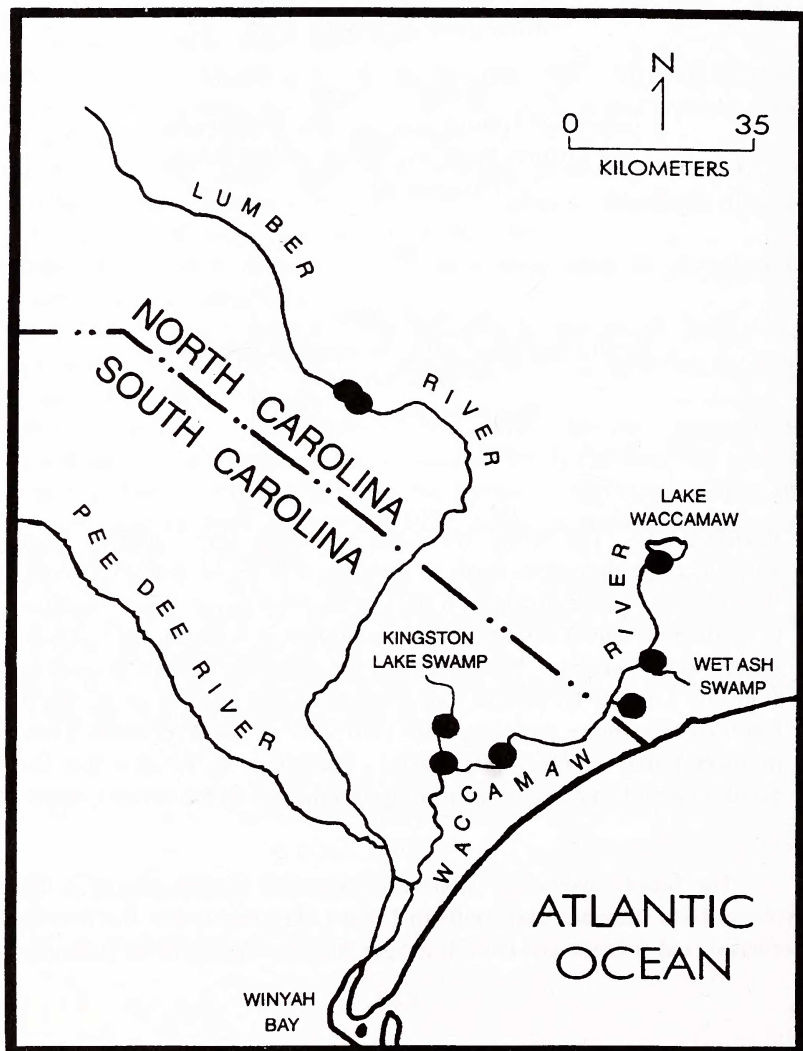 N
0 35
KILOMETERS
LUMBER
RIVER
NORTH CAROLINA
SOUTH CAROLINA
PEE DEE RIVER
LAKE
WACCAMAW
RIVER
KINGSTON
LAKE SWAMP
WET ASH
SWAMP
WACCAMAW
ATLANTIC
OCEAN
WINYAH
BAY